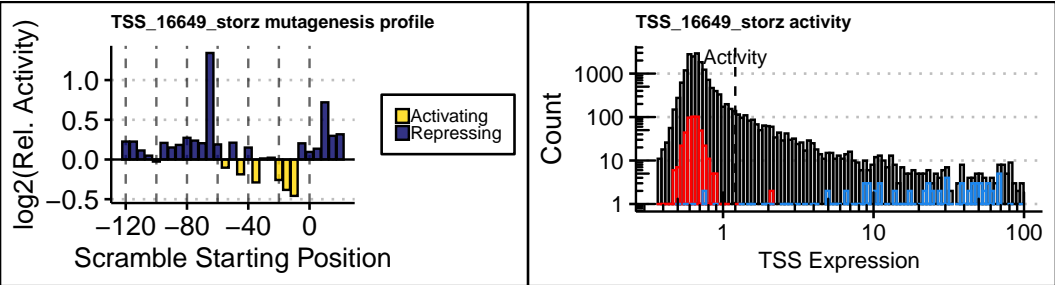 TSS_16649_storz mutagenesis profile
log2(Rel. Activity)
1.0
0.5
0.0
−0.5
−120 −80 −40 0
Scramble Starting Position
Activating
Repressing
TSS_16649_storz activity
Activity
Count
1000
100
10
1
1 10 100
TSS Expression